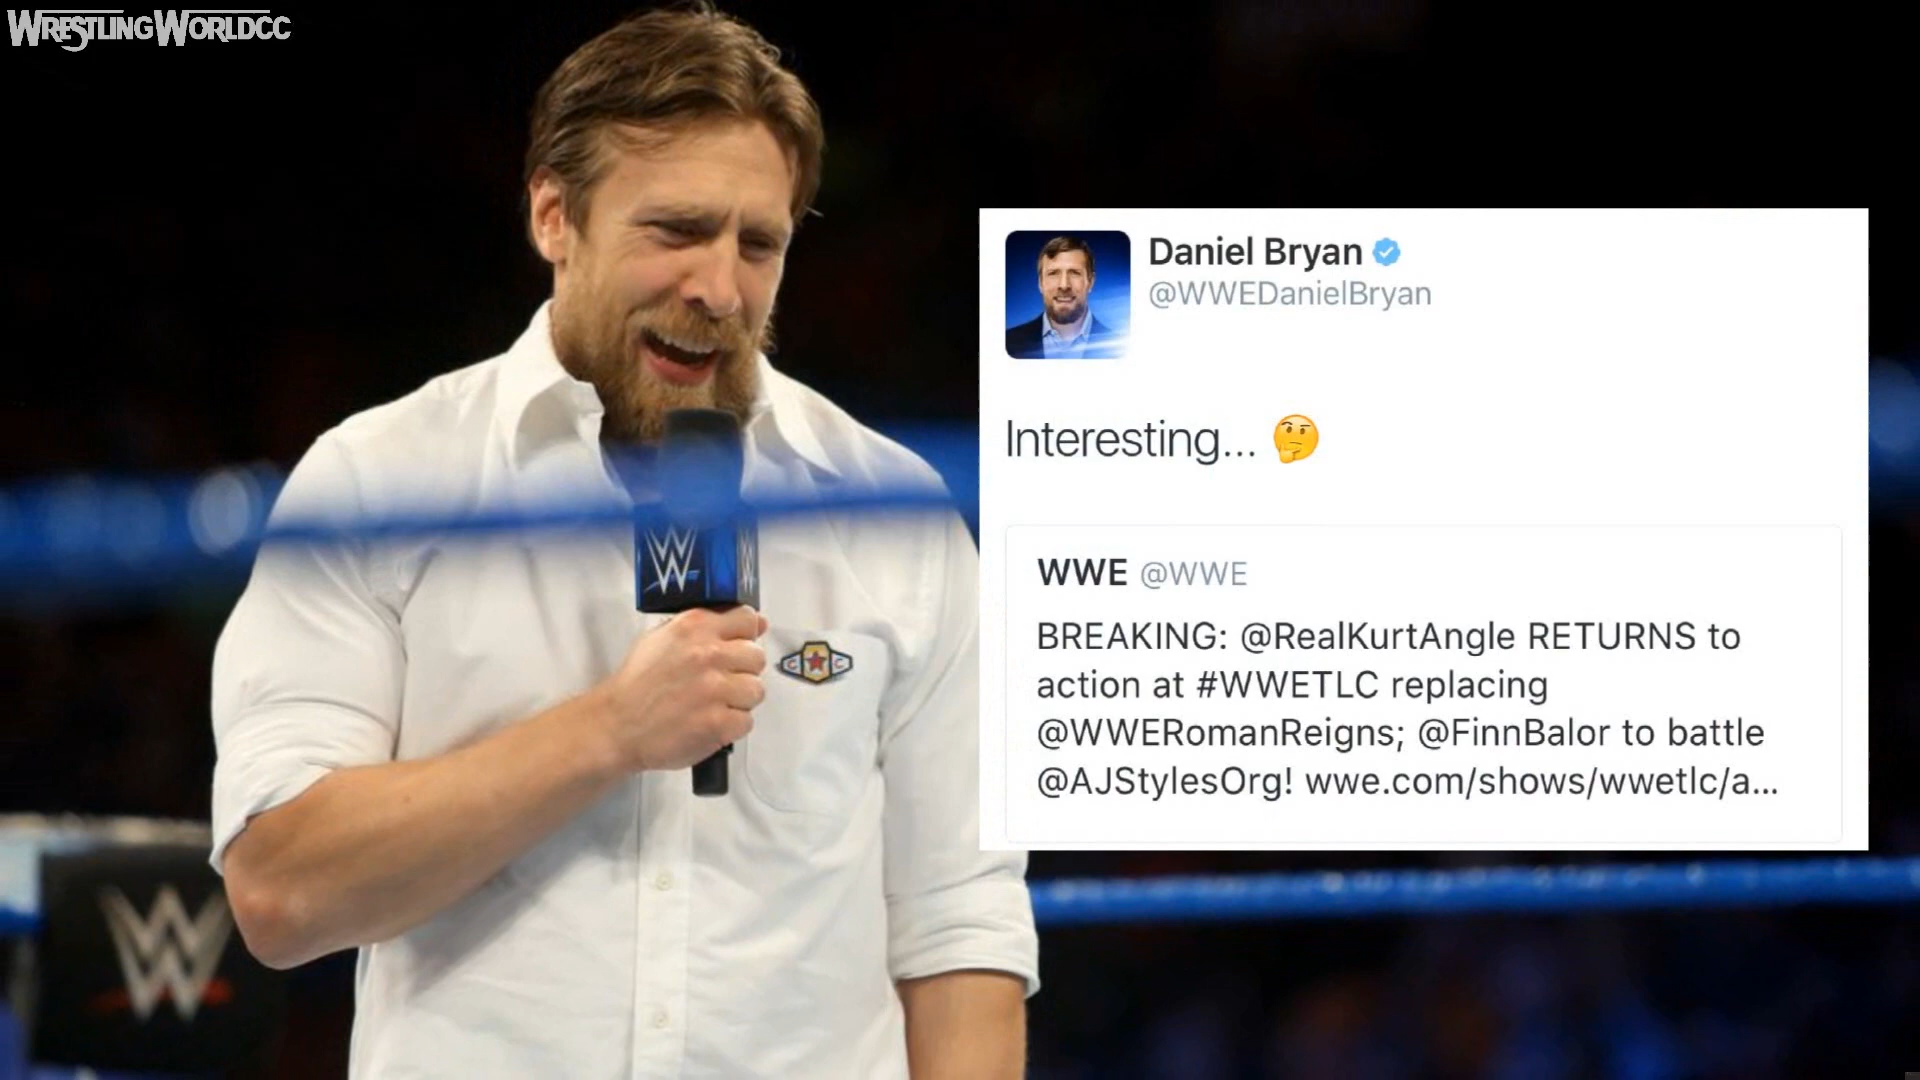 WRESTLINGWORLDCC
Daniel Bryan
@WWEDanielBryan
Interesting... 🤔
WWE @WWE
BREAKING: @RealKurtAngle RETURNS to
action at #WWETLC replacing
@WWERomanReigns; @FinnBalor to battle
@AJStylesOrg! wwe.com/shows/wwetlc/a...
W
W
C C
W